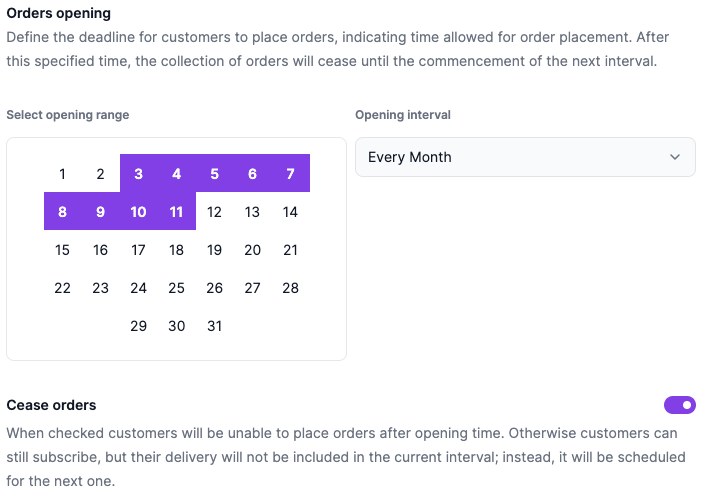 Orders opening
Define the deadline for customers to place orders, indicating time allowed for order placement. After
this specified time, the collection of orders will cease until the commencement of the next interval.
Select opening range
Opening interval
Every Month
1 2 3 4 5 6 7
8 9 10 11 12 13 14
15 16 17 18 19 20 21
22 23 24 25 26 27 28
29 30 31
Cease orders
When checked customers will be unable to place orders after opening time. Otherwise customers can
still subscribe, but their delivery will not be included in the current interval; instead, it will be scheduled
for the next one.